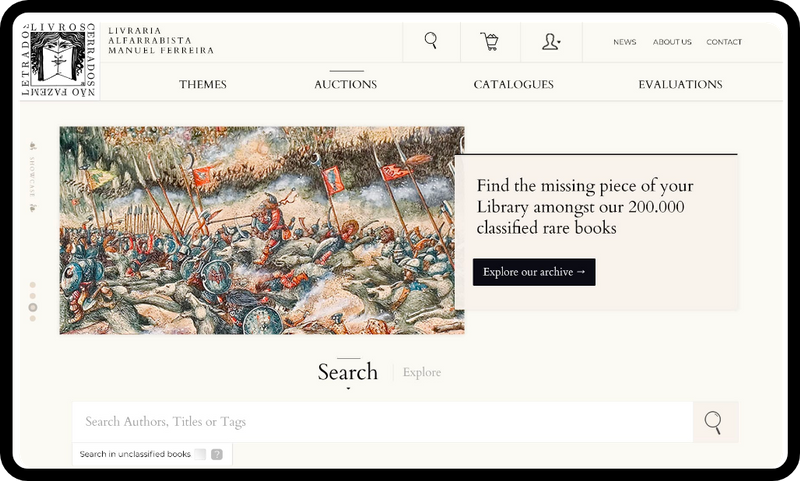 LIVROS
CERRADOS
NÃO FAZEM
LETRADOS
LIVRARIA
ALFARRABISTA
MANUEL FERREIRA
NEWS ABOUT US CONTACT
THEMES AUCTIONS CATALOGUES EVALUATIONS
SHOWCASE
Find the missing piece of your
Library amongst our 200.000
classified rare books
Explore our archive →
Search Explore
Search Authors, Titles or Tags
Search in unclassified books ?